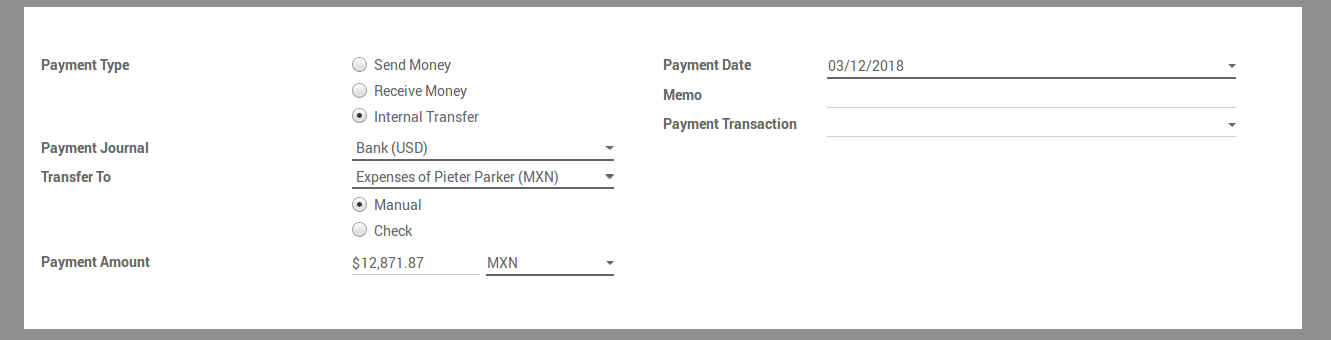 Payment Type
Send Money
Receive Money
Internal Transfer
Payment Journal
Bank (USD)
Transfer To
Expenses of Pieter Parker (MXN)
Manual
Check
Payment Amount
$12,871.87 MXN
Payment Date
03/12/2018
Memo
Payment Transaction